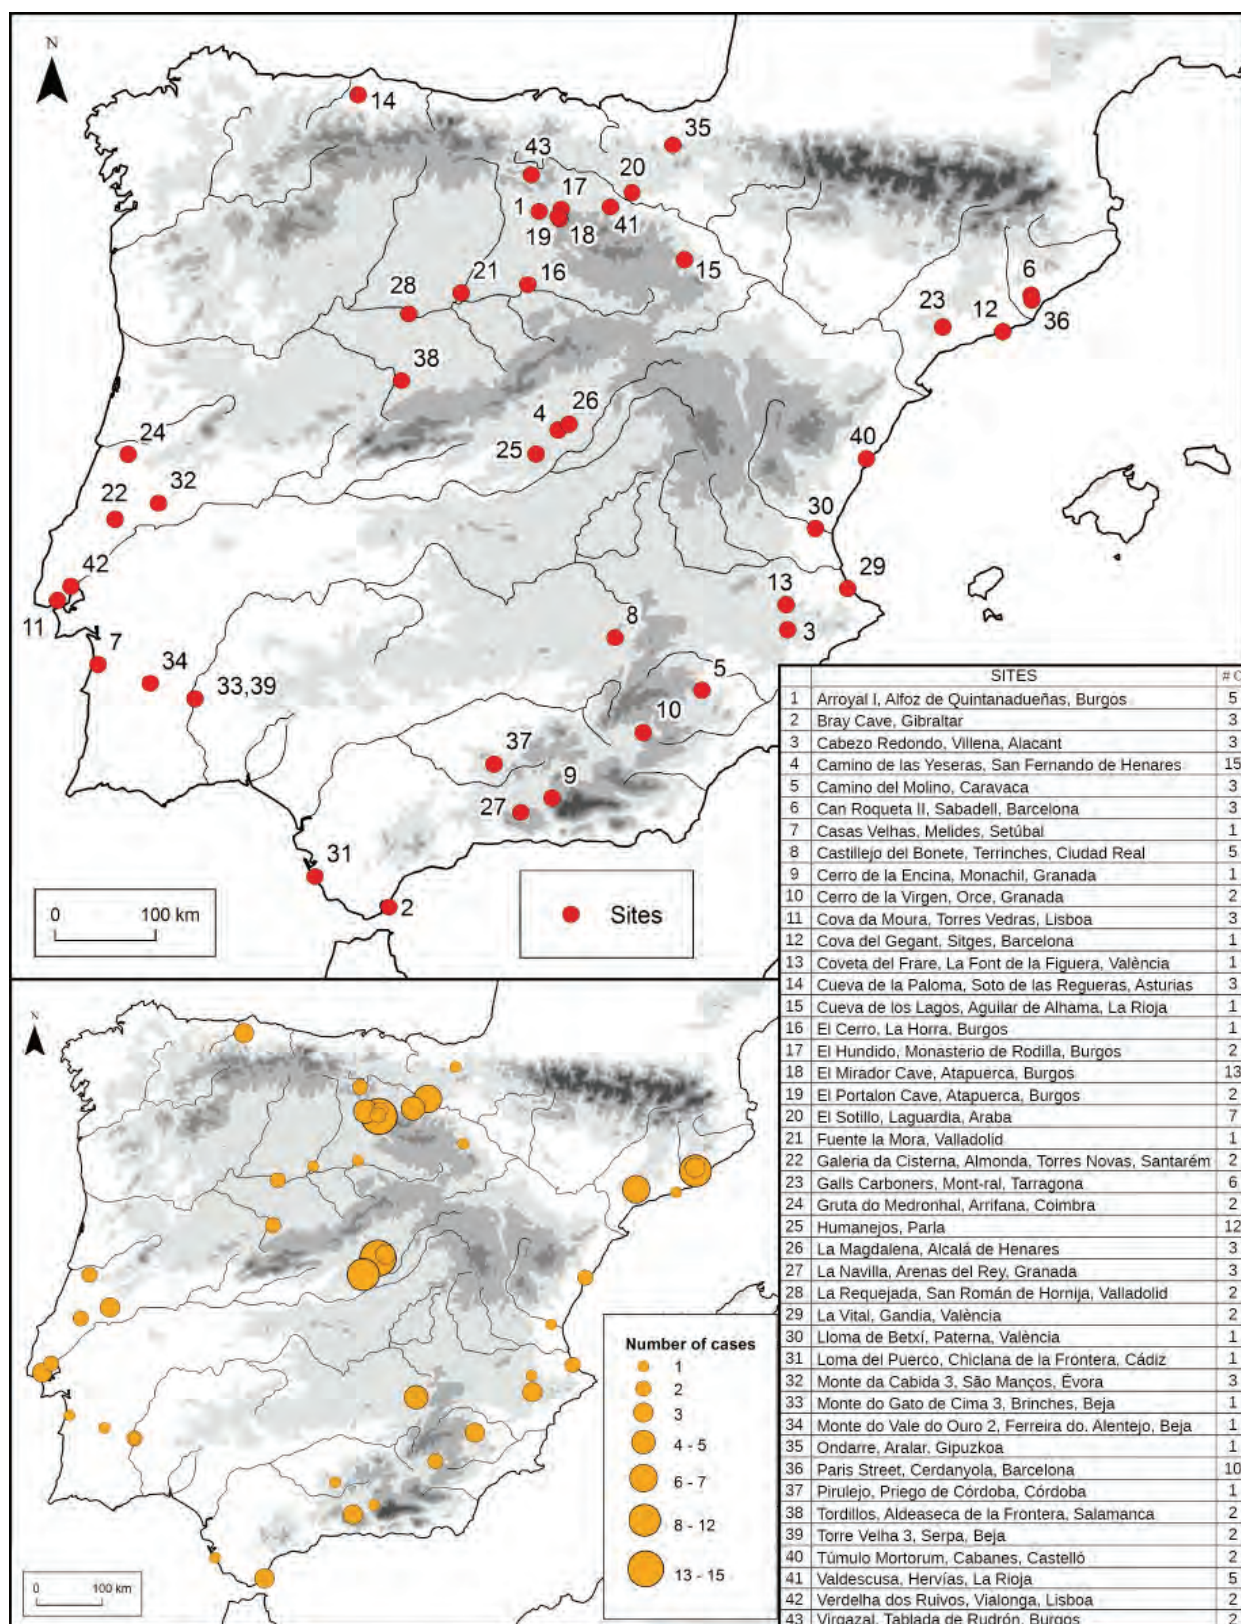 N
14
35
43
20
17
1
41
19
18
15
16
21
28
6
23
12
36
38
26
4
25
24
40
32
22
30
42
29
13
11
8
3
7
34
33,39
5
10
37
9
27
31
2
0 100 km
Sites
SITES # C
1 Arroyal I, Alfoz de Quintanadueñas, Burgos 5
2 Bray Cave, Gibraltar 3
3 Cabezo Redondo, Villena, Alacant 3
4 Camino de las Yeseras, San Fernando de Henares 15
5 Camino del Molino, Caravaca 3
6 Can Roqueta II, Sabadell, Barcelona 3
7 Casas Velhas, Melides, Setúbal 1
8 Castillejo del Bonete, Terrinches, Ciudad Real 5
9 Cerro de la Encina, Monachil, Granada 1
10 Cerro de la Virgen, Orce, Granada 2
11 Cova da Moura, Torres Vedras, Lisboa 3
12 Cova del Gegant, Sitges, Barcelona 1
13 Coveta del Frare, La Font de la Figuera, València 1
14 Cueva de la Paloma, Soto de las Regueras, Asturias 3
15 Cueva de los Lagos, Aguilar de Alhama, La Rioja 1
16 El Cerro, La Horra, Burgos 1
17 El Hundido, Monasterio de Rodilla, Burgos 2
18 El Mirador Cave, Atapuerca, Burgos 13
19 El Portalon Cave, Atapuerca, Burgos 2
20 El Sotillo, Laguardia, Araba 7
21 Fuente la Mora, Valladolid 1
22 Galeria da Cisterna, Almonda, Torres Novas, Santarém 2
23 Galls Carboners, Mont-ral, Tarragona 6
24 Gruta do Medronhal, Arrifana, Coimbra 2
25 Humanejos, Parla 12
26 La Magdalena, Alcalá de Henares 3
27 La Navilla, Arenas del Rey, Granada 3
28 La Requejada, San Román de Hornija, Valladolid 2
29 La Vital, Gandia, València 2
30 Lloma de Betxí, Paterna, València 1
31 Loma del Puerco, Chiclana de la Frontera, Cádiz 1
32 Monte da Cabida 3, São Manços, Évora 3
33 Monte do Gato de Cima 3, Brinches, Beja 1
34 Monte do Vale do Ouro 2, Ferreira do. Alentejo, Beja 1
35 Ondarre, Aralar. Gipuzkoa 1
36 Paris Street, Cerdanyola, Barcelona 10
37 Pirulejo, Priego de Córdoba, Córdoba 1
38 Tordillos, Aldeaseca de la Frontera, Salamanca 2
39 Torre Velha 3, Serpa, Beja 2
40 Túmulo Mortorum, Cabanes, Castelló 2
41 Valdescusa, Hervías, La Rioja 5
42 Verdelha dos Ruivos, Vialonga, Lisboa 2
43 Virgazal, Tablada de Rudrón, Burgos 2
N
Number of cases
1
2
3
4 - 5
6 - 7
8 - 12
13 - 15
0 100 km